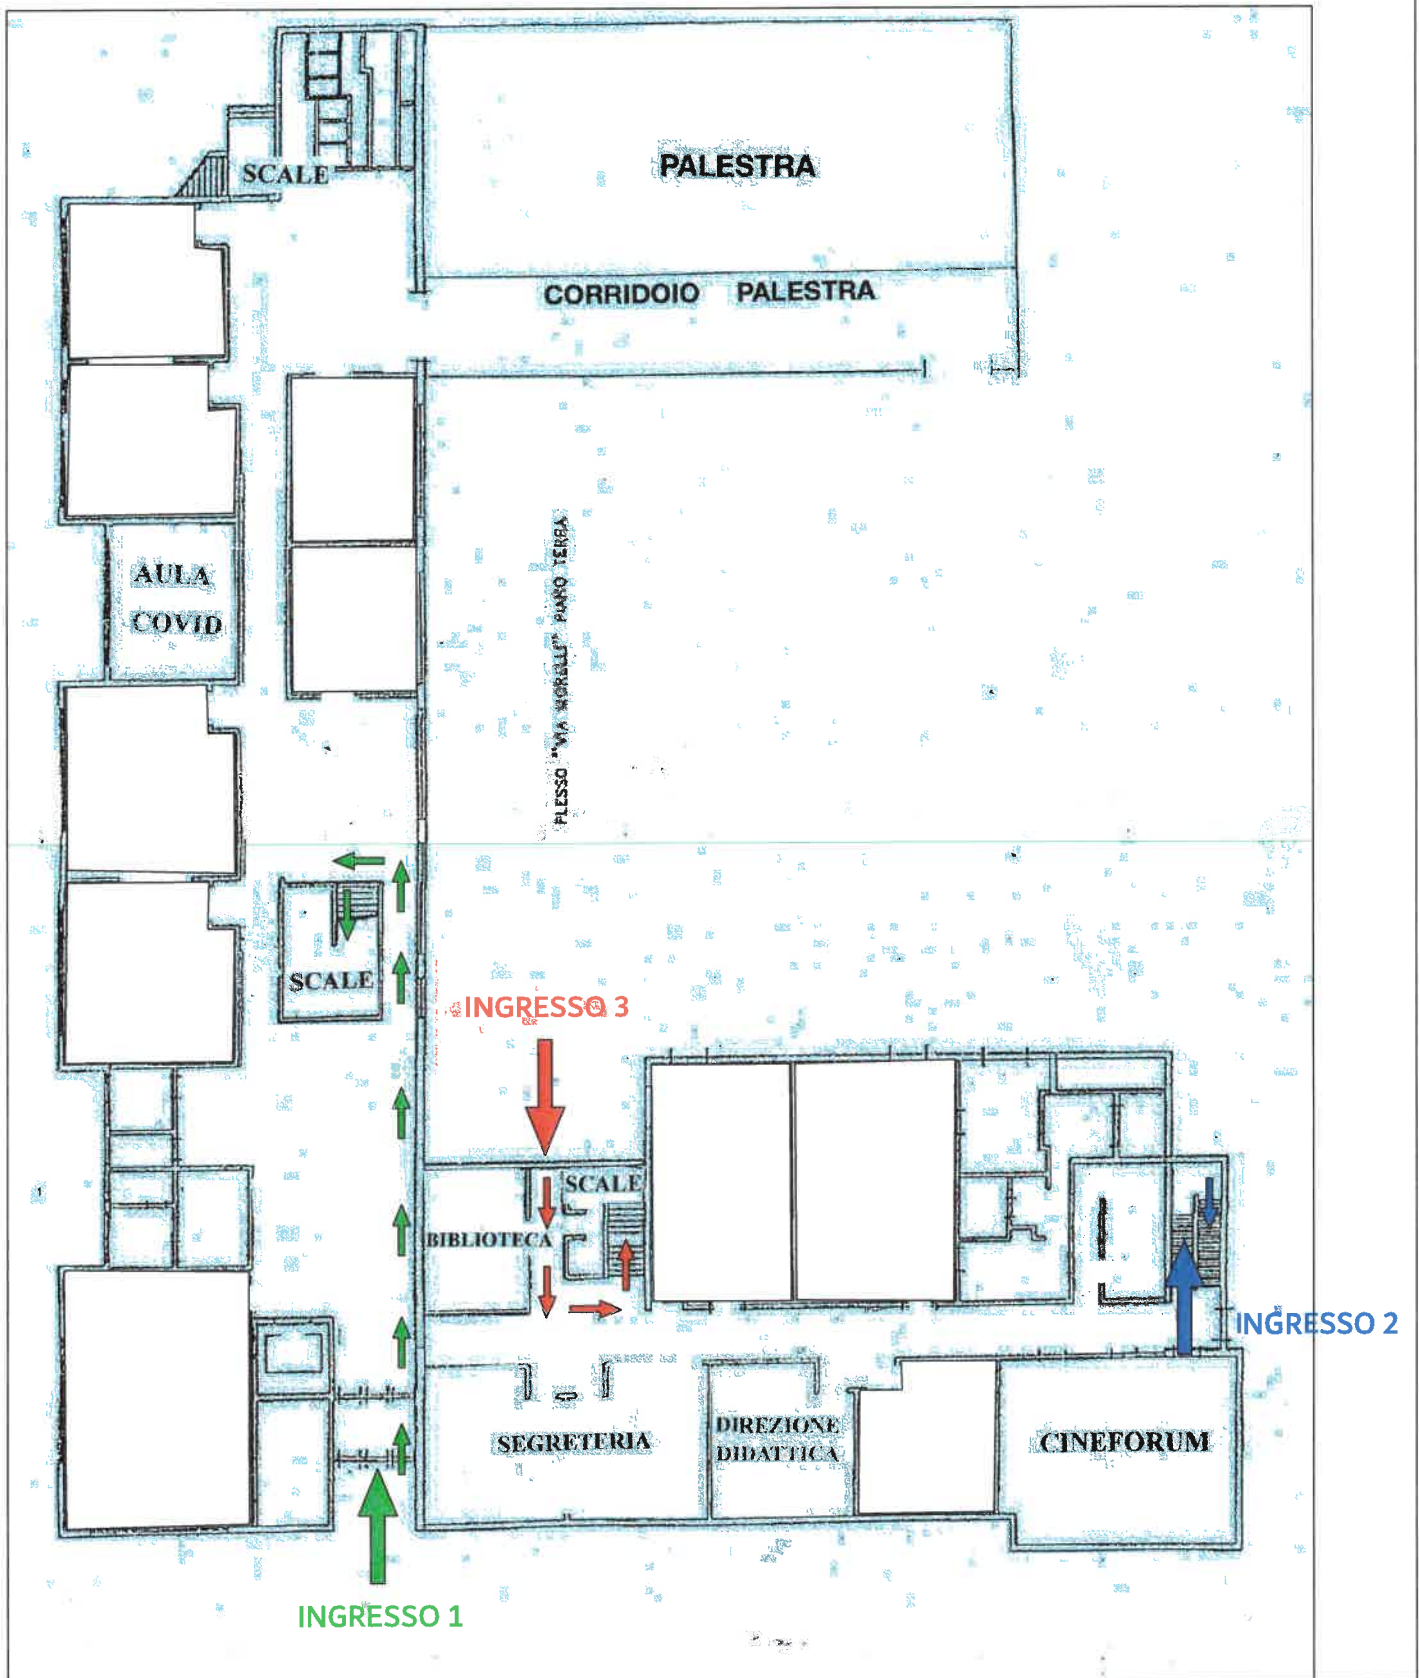 PALESTRA
SCALE
CORRIDOIO PALESTRA
AULA
COVID
PLESSO "VIA MORELLI" PIANO TERRA
SCALE
INGRESSO 3
SCALE
BIBLIOTECA
INGRESSO 2
SEGRETERIA
DIREZIONE
DIDATTICA
CINEFORUM
INGRESSO 1